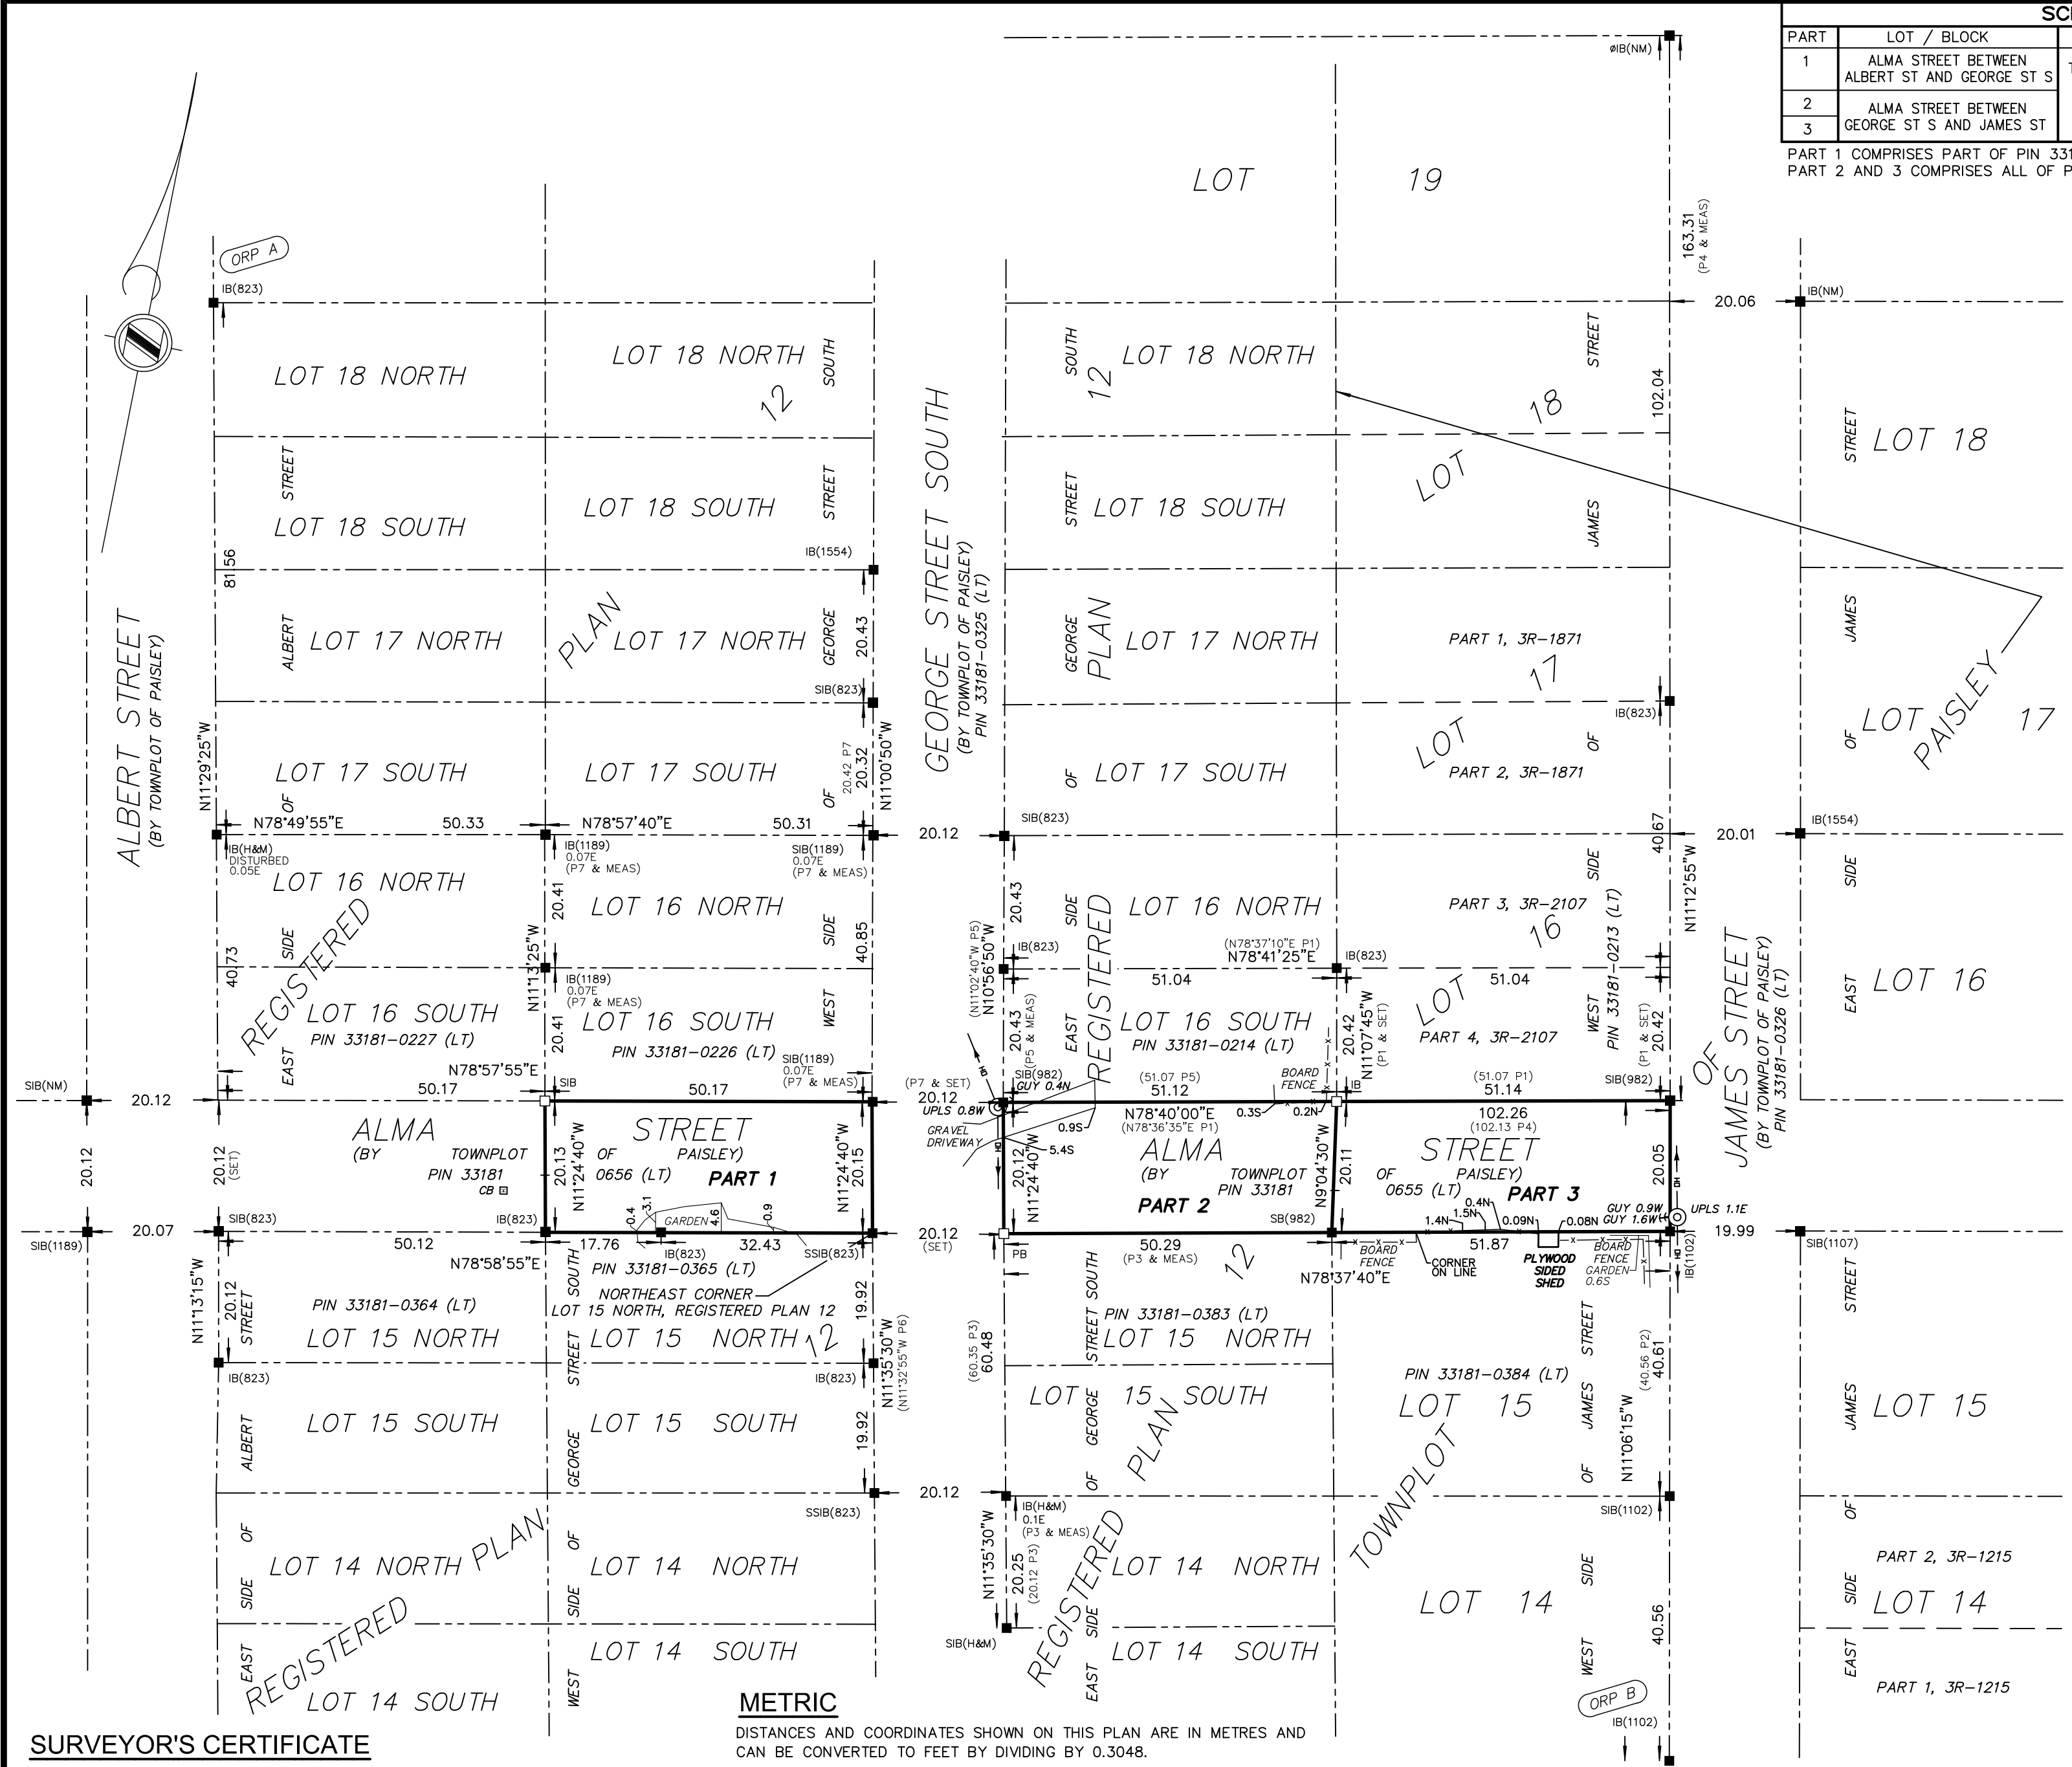 SCH
PART LOT / BLOCK
1 ALMA STREET BETWEEN
ALBERT ST AND GEORGE ST S
2 ALMA STREET BETWEEN
3 GEORGE ST S AND JAMES ST
PART 1 COMPRISES PART OF PIN 331
PART 2 AND 3 COMPRISES ALL OF P
øIB(NM)
LOT 19
163.31
(P4 & MEAS)
ORP A
IB(823)
20.06
IB(NM)
LOT 18 NORTH
LOT 18 NORTH
SOUTH
12
SOUTH
12
LOT 18 NORTH
STREET
18
102.04
STREET
LOT 18
STREET
LOT 18 SOUTH
LOT 18 SOUTH
STREET
STREET
LOT 18 SOUTH
LOT
JAMES
IB(1554)
81.56
ALBERT STREET
(BY TOWNPLOT OF PAISLEY)
GEORGE STREET SOUTH
(BY TOWNPLOT OF PAISLEY)
PIN 33181-0325 (LT)
ALBERT
LOT 17 NORTH
PLAN
LOT 17 NORTH
GEORGE
20.43
GEORGE
PLAN
LOT 17 NORTH
PART 1, 3R-1871
17
JAMES
PAISLEY
SIB(823)
IB(823)
LOT 17
OF
N11°29'25"W
LOT 17 SOUTH
LOT 17 SOUTH
OF
20.42 P7
20.32
N11°00'50"W
OF
LOT 17 SOUTH
LOT
PART 2, 3R-1871
OF
OF
N78°49'55"E 50.33
N78°57'40"E 50.31
20.12
SIB(823)
40.67
20.01
IB(1554)
IB(H&M)
DISTURBED
0.05E
IB(1189)
0.07E
(P7 & MEAS)
SIB(1189)
0.07E
(P7 & MEAS)
LOT 16 NORTH
20.41
LOT 16 NORTH
SIDE
40.85
20.43
SIDE
LOT 16 NORTH
PART 3, 3R-2107
16
SIDE
N11°12'55"W
SIDE
REGISTERED
SIDE
40.73
N11°13'25"W
(N11°02'40"W P5)
N10°56'50"W
IB(823)
REGISTERED
(N78°37'10"E P1)
N78°41'25"E
IB(823)
PIN 33181-0213 (LT)
IB(1189)
0.07E
(P7 & MEAS)
51.04
51.04
LOT 16 SOUTH
PIN 33181-0227 (LT)
20.41
LOT 16 SOUTH
PIN 33181-0226 (LT)
WEST
20.43
(P5 & MEAS)
EAST
LOT 16 SOUTH
PIN 33181-0214 (LT)
20.42
N11°07'45"W
(P1 & SET)
LOT
PART 4, 3R-2107
WEST
(P1 & SET)
20.42
JAMES STREET
(BY TOWNPLOT OF PAISLEY)
PIN 33181-0326 (LT)
OF
EAST
LOT 16
EAST
SIB(1189)
0.07E
(P7 & MEAS)
HD
N78°57'55"E
SIB(NM)
20.12
50.17
SIB
50.17
(P7 & SET)
20.12
SIB(982)
GUY 0.4N
(51.07 P5)
51.12
BOARD
FENCE
IB
(51.07 P1)
51.14
SIB(982)
UPLS 0.8W
GRAVEL
DRIVEWAY
0.9S
5.4S
0.3S
0.2N
N78°40'00"E
(N78°36'35"E P1)
102.26
(102.13 P4)
20.12
20.12
(SET)
ALMA
(BY TOWNPLOT
PIN 33181
CB
20.13
N11°24'40"W
STREET
OF PAISLEY)
0656 (LT)
PART 1
N11°24'40"W
20.15
HD
20.12
N11°24'40"W
ALMA
(BY TOWNPLOT
PIN 33181
PART 2
N9°04'30"W
20.11
STREET
OF PAISLEY)
0655 (LT)
PART 3
20.05
HD
0.4
3.1
GARDEN
4.6
0.9
1.4N
1.5N
0.4N
0.09N
0.08N
GUY 0.9W
GUY 1.6W
UPLS 1.1E
SIB(1189)
20.07
SIB(823)
50.12
IB(823)
17.76
IB(823)
32.43
SSIB(823)
20.12
(SET)
PB
50.29
(P3 & MEAS)
SB(982)
BOARD
FENCE
CORNER
ON LINE
51.87
PLYWOOD
SIDED
SHED
BOARD
FENCE
GARDEN
0.6S
IB(1102)
HD
19.99
SIB(1107)
N78°58'55"E
PIN 33181-0365 (LT)
NORTHEAST CORNER
LOT 15 NORTH, REGISTERED PLAN 12
12
N78°37'40"E
N11°13'15"W
20.12
STREET
PIN 33181-0364 (LT)
LOT 15 NORTH
SOUTH
STREET
LOT 15 NORTH
12
19.92
N11°35'30"W
(N11°32'55"W P6)
(60.35 P3)
60.48
SOUTH
STREET
PIN 33181-0383 (LT)
LOT 15 NORTH
STREET
(40.56 P2)
40.61
STREET
IB(823)
IB(823)
ALBERT
LOT 15 SOUTH
GEORGE
LOT 15 SOUTH
19.92
LOT 15 SOUTH
GEORGE
PLAN
PIN 33181-0384 (LT)
LOT 15
TOWNPLOT
JAMES
N11°06'15"W
JAMES
LOT 15
SSIB(823)
20.12
OF
OF
IB(H&M)
0.1E
(P3 & MEAS)
SIB(1102)
OF
OF
OF
LOT 14 NORTH
PLAN
LOT 14 NORTH
N11°35'30"W
20.25
(20.12 P3)
REGISTERED
LOT 14 NORTH
SIDE
SIDE
SIDE
SIDE
LOT 14
SIDE
40.56
PART 2, 3R-1215
LOT 14
REGISTERED
SIB(H&M)
EAST
LOT 14 SOUTH
WEST
LOT 14 SOUTH
EAST
LOT 14 SOUTH
WEST
EAST
PART 1, 3R-1215
ORP B
IB(1102)
METRIC
DISTANCES AND COORDINATES SHOWN ON THIS PLAN ARE IN METRES AND
CAN BE CONVERTED TO FEET BY DIVIDING BY 0.3048.
SURVEYOR'S CERTIFICATE